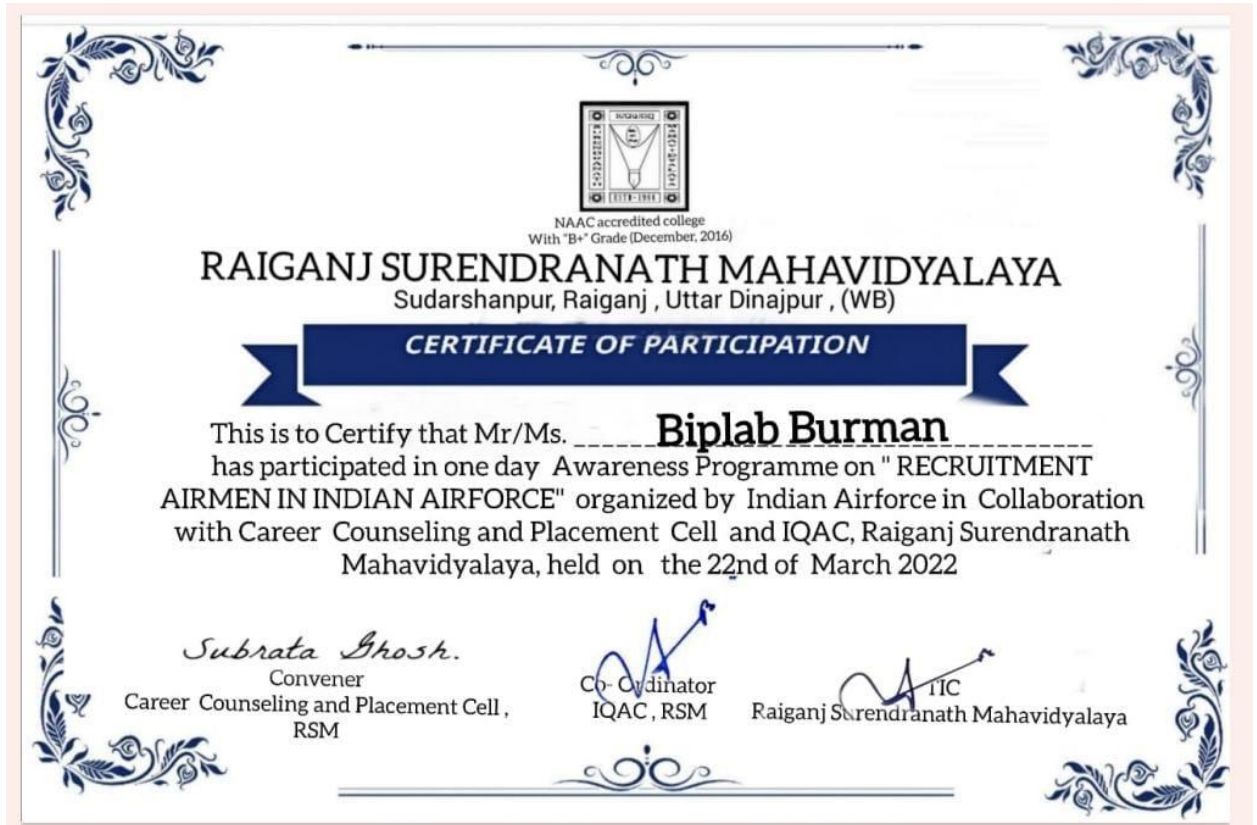 ESTD-1968
NAAC accredited college
With "B+" Grade (December, 2016)
RAIGANJ SURENDRANATH MAHAVIDYALAYA
Sudarshanpur, Raiganj , Uttar Dinajpur , (WB)
CERTIFICATE OF PARTICIPATION
This is to Certify that Mr/Ms. Biplab Burman
has participated in one day Awareness Programme on " RECRUITMENT
AIRMEN IN INDIAN AIRFORCE" organized by Indian Airforce in Collaboration
with Career Counseling and Placement Cell and IQAC, Raiganj Surendranath
Mahavidyalaya, held on the 22nd of March 2022
Subrata Ghosh.
Convener
Career Counseling and Placement Cell ,
RSM
Co- Ordinator
IQAC , RSM
TIC
Raiganj Surendranath Mahavidyalaya